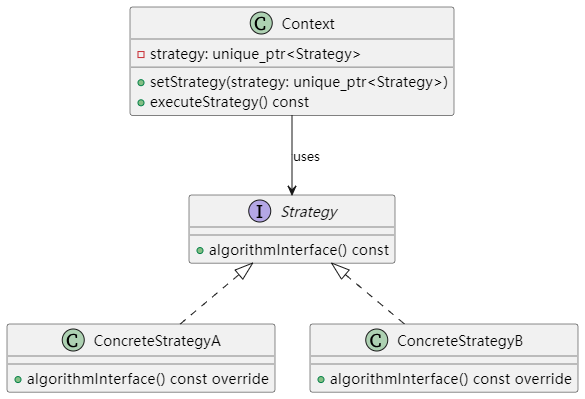 C Context
strategy: unique_ptr<Strategy>
setStrategy(strategy: unique_ptr<Strategy>)
executeStrategy() const
uses
I Strategy
algorithmInterface() const
C ConcreteStrategyA
algorithmInterface() const override
C ConcreteStrategyB
algorithmInterface() const override